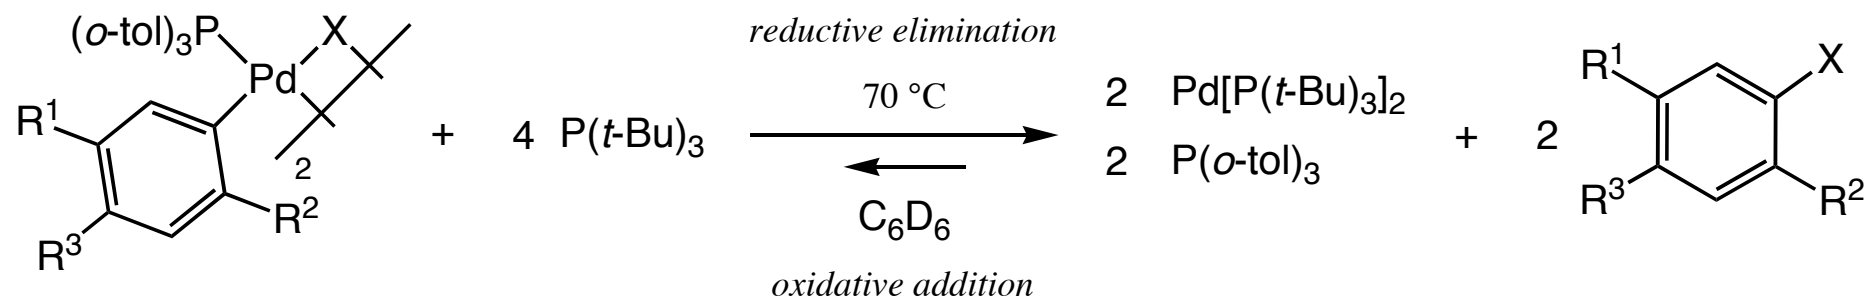 (o-tol)₃P
X
Pd
R¹
R²
R³
2
+
4 P(t-Bu)₃
reductive elimination
70 °C
C₆D₆
oxidative addition
2 Pd[P(t-Bu)₃]₂
2 P(o-tol)₃
+
2
R¹
X
R³
R²